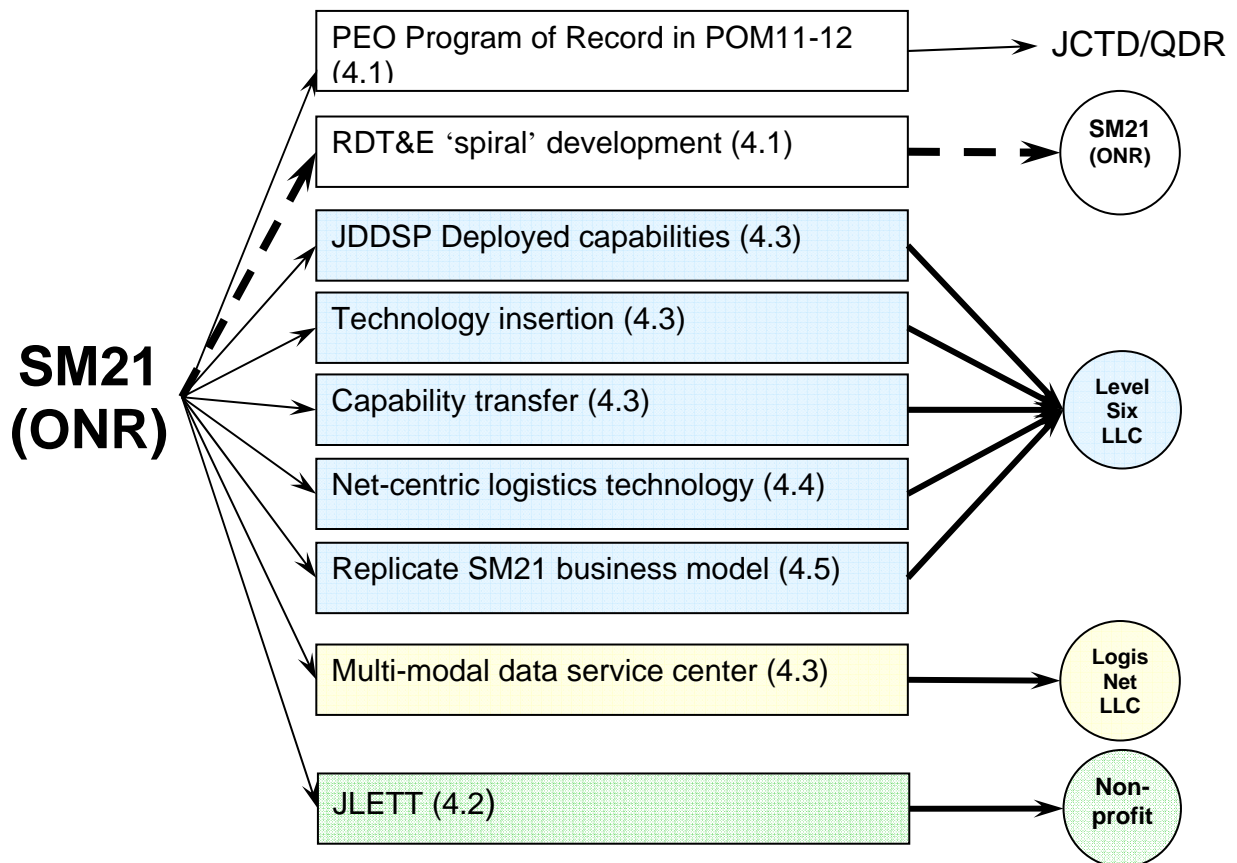 PEO Program of Record in POM11-12
(4.1)
JCTD/QDR
RDT&E ‘spiral’ development (4.1)
SM21
(ONR)
JDDSP Deployed capabilities (4.3)
Technology insertion (4.3)
SM21
(ONR)
Capability transfer (4.3)
Level
Six
LLC
Net-centric logistics technology (4.4)
Replicate SM21 business model (4.5)
Multi-modal data service center (4.3)
Logis
Net
LLC
JLETT (4.2)
Non-
profit